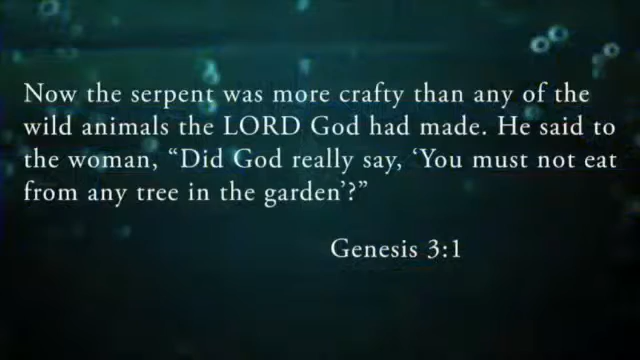 Now the serpent was more crafty than any of the
wild animals the LORD God had made. He said to
the woman, “Did God really say, ‘You must not eat
from any tree in the garden’?”
Genesis 3:1